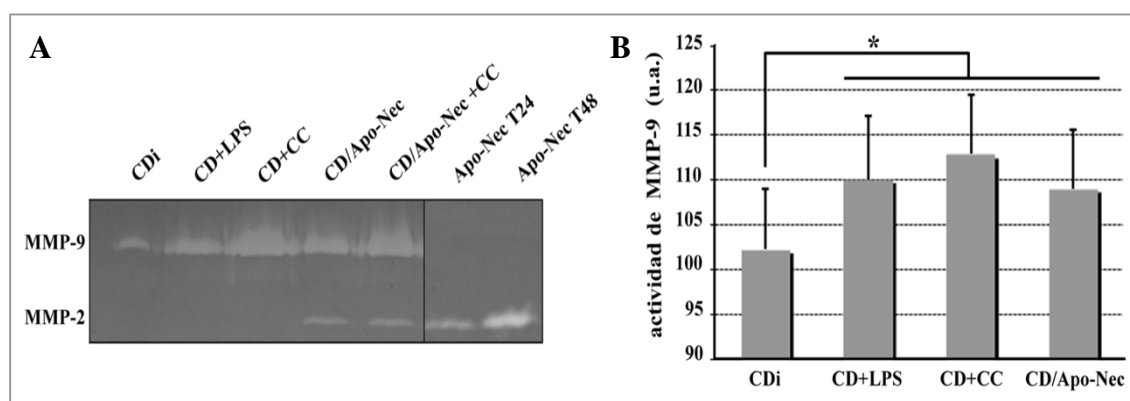 A
CDi
CD+LPS
CD+CC
CD/Apo-Nec
CD/Apo-Nec +CC
Apo-Nec T24
Apo-Nec T48
MMP-9
MMP-2
B
actividad de MMP-9 (u.a.)
125
120
115
110
105
100
95
90
*
CDi
CD+LPS
CD+CC
CD/Apo-Nec